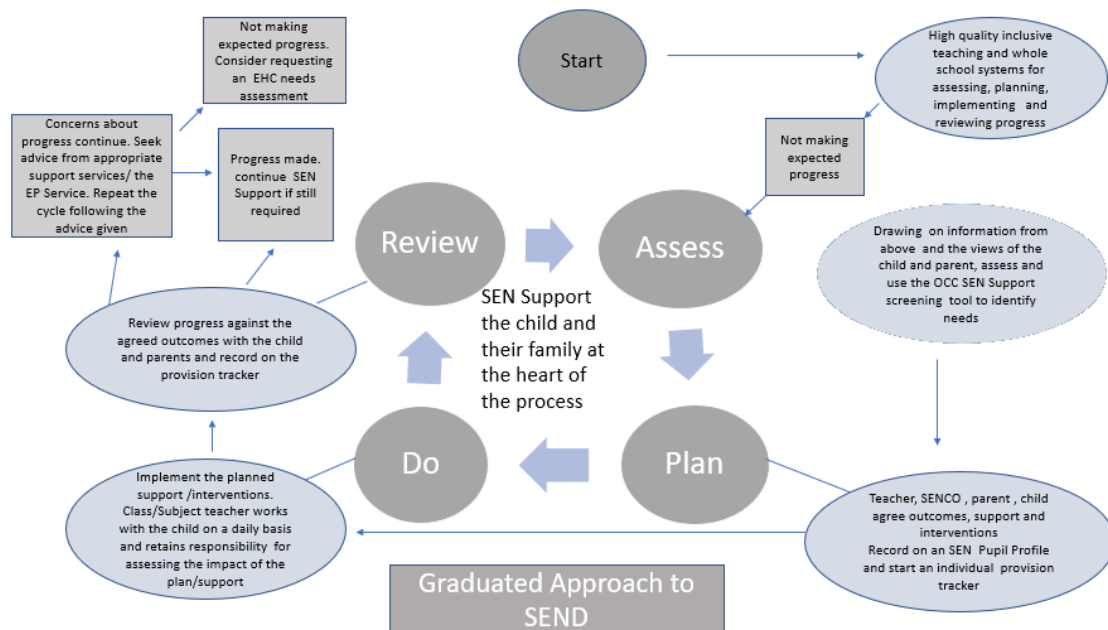 Start
High quality inclusive
teaching and whole
school systems for
assessing, planning,
implementing and
reviewing progress
Not making
expected
progress
Assess
Drawing on information from
above and the views of the
child and parent, assess and
use the OCC SEN Support
screening tool to identify
needs
Plan
Teacher, SENCO , parent , child
agree outcomes, support and
interventions
Record on an SEN Pupil Profile
and start an individual provision
tracker
Do
Implement the planned
support /interventions.
Class/Subject teacher works
with the child on a daily basis
and retains responsibility for
assessing the impact of the
plan/support
Review
Review progress against the
agreed outcomes with the child
and parents and record on the
provision tracker
Progress made.
continue SEN
Support if still
required
Concerns about
progress continue. Seek
advice from appropriate
support services/ the
EP Service. Repeat the
cycle following the
advice given
Not making
expected progress.
Consider requesting
an EHC needs
assessment
SEN Support
the child and
their family at
the heart of
the process
Graduated Approach to
SEND